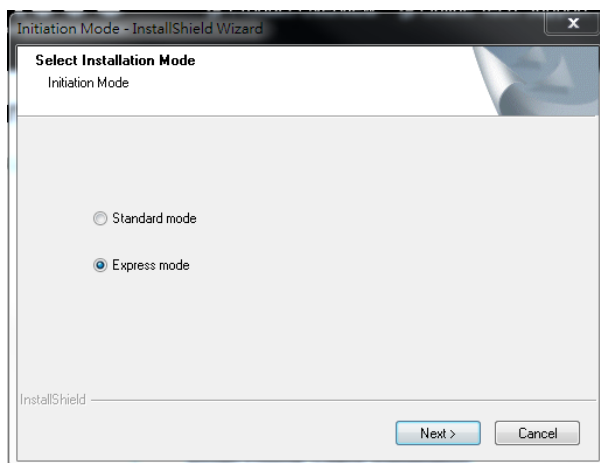 Initiation Mode - InstallShield Wizard
Select Installation Mode
Initiation Mode
Standard mode
Express mode
InstallShield
Next >
Cancel